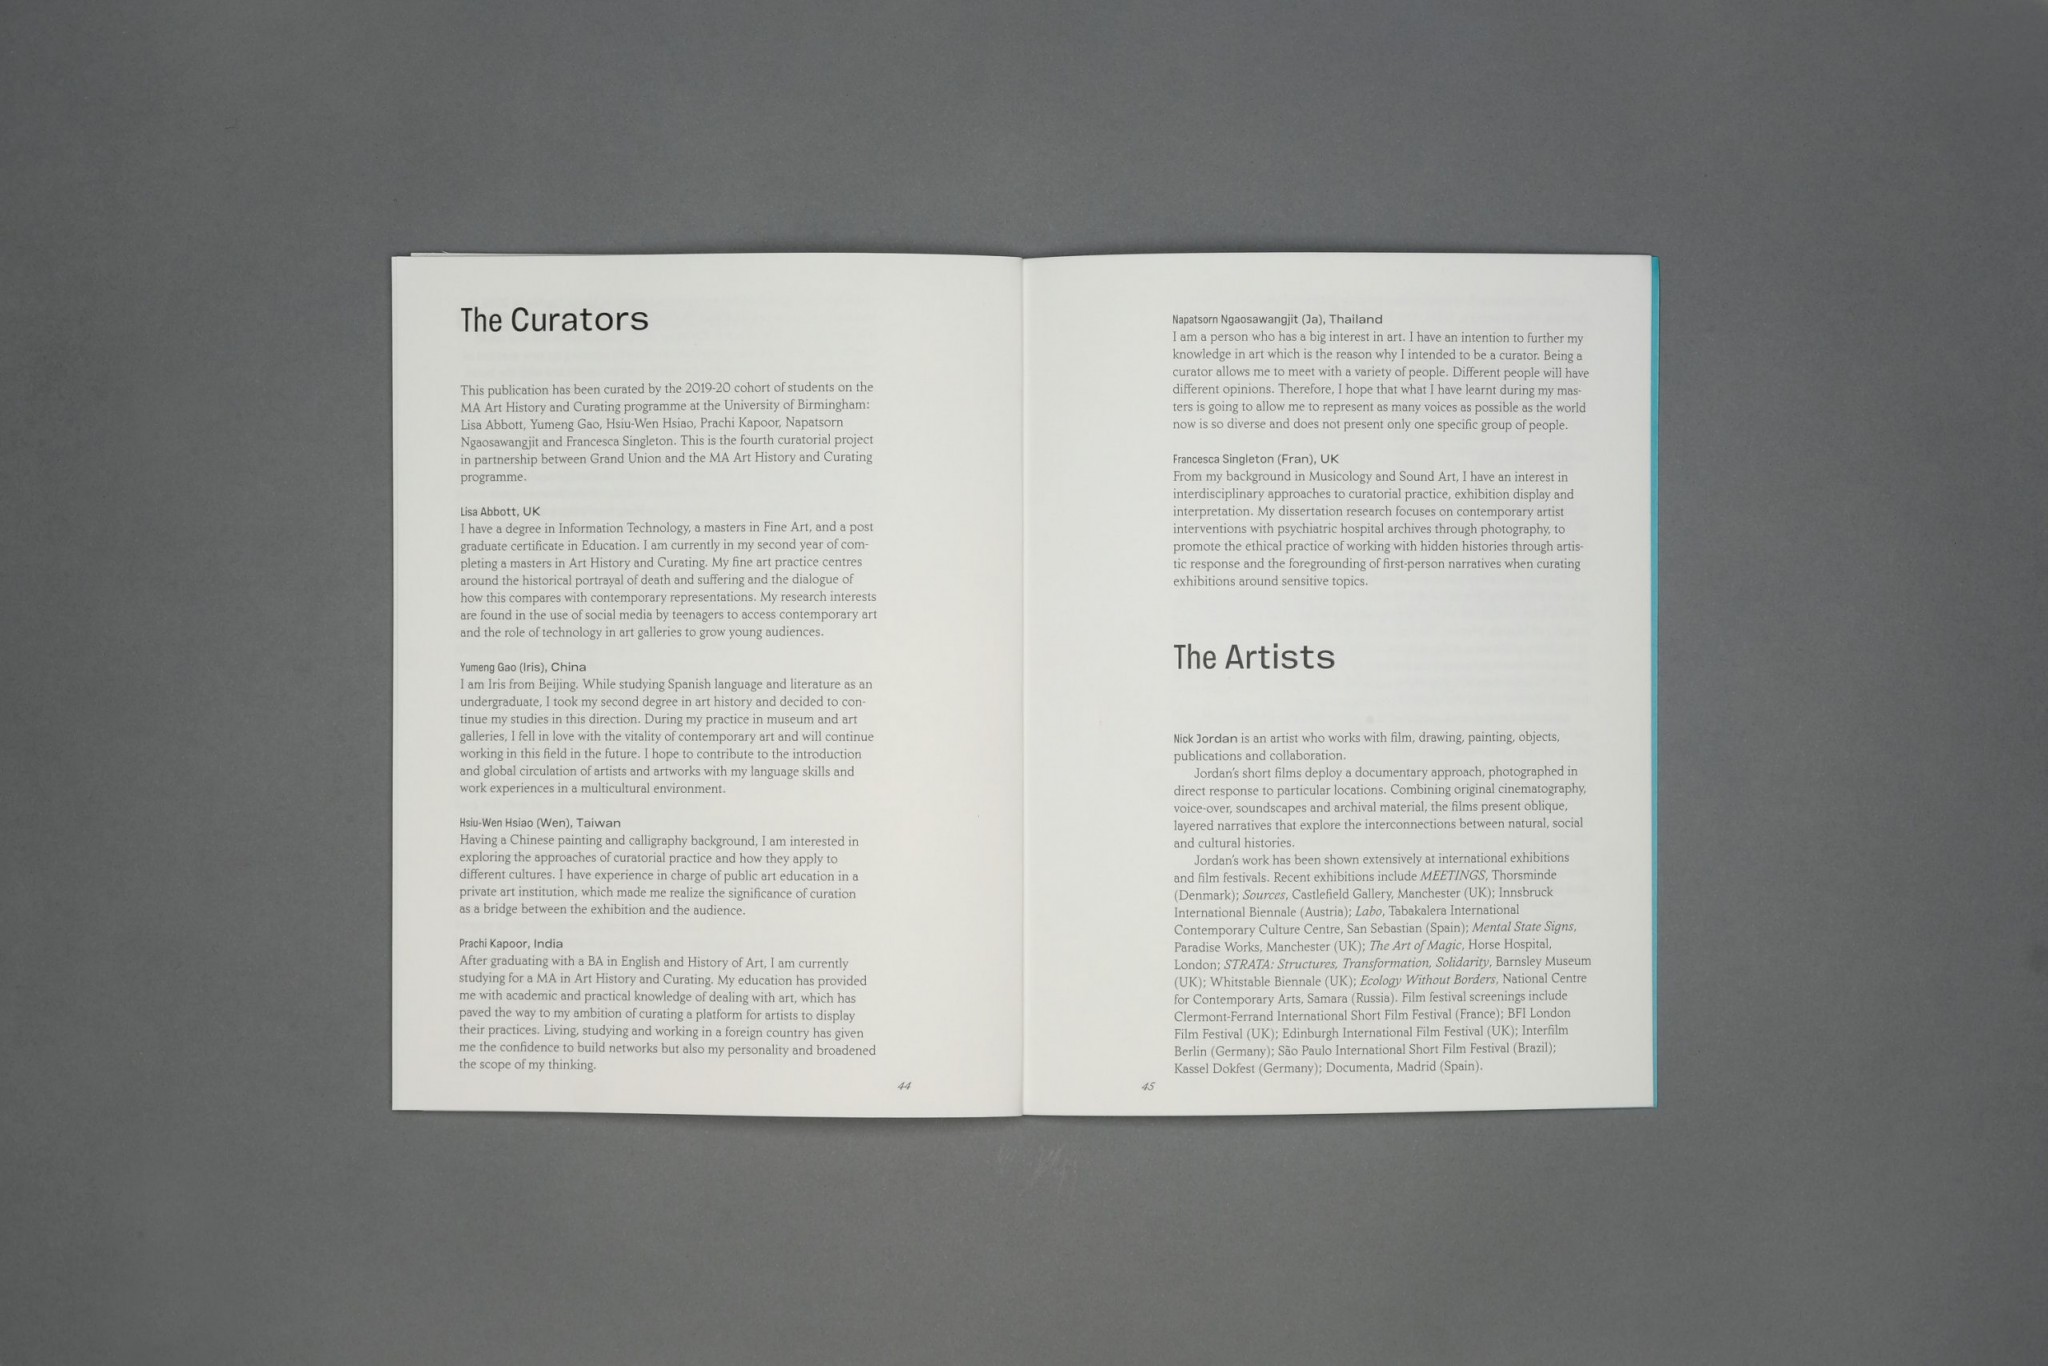 The Curators
This publication has been curated by the 2019-20 cohort of students on the
MA Art History and Curating programme at the University of Birmingham:
Lisa Abbott, Yumeng Gao, Hsiu-Wen Hsiao, Prachi Kapoor, Napatsorn
Ngaosawangjit and Francesca Singleton. This is the fourth curatorial project
in partnership between Grand Union and the MA Art History and Curating
programme.
Lisa Abbott, UK
I have a degree in Information Technology, a masters in Fine Art, and a post
graduate certificate in Education. I am currently in my second year of com-
pleting a masters in Art History and Curating. My fine art practice centres
around the historical portrayal of death and suffering and the dialogue of
how this compares with contemporary representations. My research interests
are found in the use of social media by teenagers to access contemporary art
and the role of technology in art galleries to grow young audiences.
Yumeng Gao (Iris), China
I am Iris from Beijing. While studying Spanish language and literature as an
undergraduate, I took my second degree in art history and decided to con-
tinue my studies in this direction. During my practice in museum and art
galleries, I fell in love with the vitality of contemporary art and will continue
working in this field in the future. I hope to contribute to the introduction
and global circulation of artists and artworks with my language skills and
work experiences in a multicultural environment.
Hsiu-Wen Hsiao (Wen), Taiwan
Having a Chinese painting and calligraphy background, I am interested in
exploring the approaches of curatorial practice and how they apply to
different cultures. I have experience in charge of public art education in a
private art institution, which made me realize the significance of curation
as a bridge between the exhibition and the audience.
Prachi Kapoor, India
After graduating with a BA in English and History of Art, I am currently
studying for a MA in Art History and Curating. My education has provided
me with academic and practical knowledge of dealing with art, which has
paved the way to my ambition of curating a platform for artists to display
their practices. Living, studying and working in a foreign country has given
me the confidence to build networks but also my personality and broadened
the scope of my thinking.
44
Napatsorn Ngaosawangjit (Ja), Thailand
I am a person who has a big interest in art. I have an intention to further my
knowledge in art which is the reason why I intended to be a curator. Being a
curator allows me to meet with a variety of people. Different people will have
different opinions. Therefore, I hope that what I have learnt during my mas-
ters is going to allow me to represent as many voices as possible as the world
now is so diverse and does not present only one specific group of people.
Francesca Singleton (Fran), UK
From my background in Musicology and Sound Art, I have an interest in
interdisciplinary approaches to curatorial practice, exhibition display and
interpretation. My dissertation research focuses on contemporary artist
interventions with psychiatric hospital archives through photography, to
promote the ethical practice of working with hidden histories through artis-
tic response and the foregrounding of first-person narratives when curating
exhibitions around sensitive topics.
The Artists
Nick Jordan is an artist who works with film, drawing, painting, objects,
publications and collaboration.
Jordan's short films deploy a documentary approach, photographed in
direct response to particular locations. Combining original cinematography,
voice-over, soundscapes and archival material, the films present oblique,
layered narratives that explore the interconnections between natural, social
and cultural histories.
Jordan's work has been shown extensively at international exhibitions
and film festivals. Recent exhibitions include MEETINGS, Thorsminde
(Denmark); Sources, Castlefield Gallery, Manchester (UK); Innsbruck
International Biennale (Austria); Labo, Tabakalera International
Contemporary Culture Centre, San Sebastian (Spain); Mental State Signs,
Paradise Works, Manchester (UK); The Art of Magic, Horse Hospital,
London; STRATA: Structures, Transformation, Solidarity, Barnsley Museum
(UK); Whitstable Biennale (UK); Ecology Without Borders, National Centre
for Contemporary Arts, Samara (Russia). Film festival screenings include
Clermont-Ferrand International Short Film Festival (France); BFI London
Film Festival (UK); Edinburgh International Film Festival (UK); Interfilm
Berlin (Germany); São Paulo International Short Film Festival (Brazil);
Kassel Dokfest (Germany); Documenta, Madrid (Spain).
45